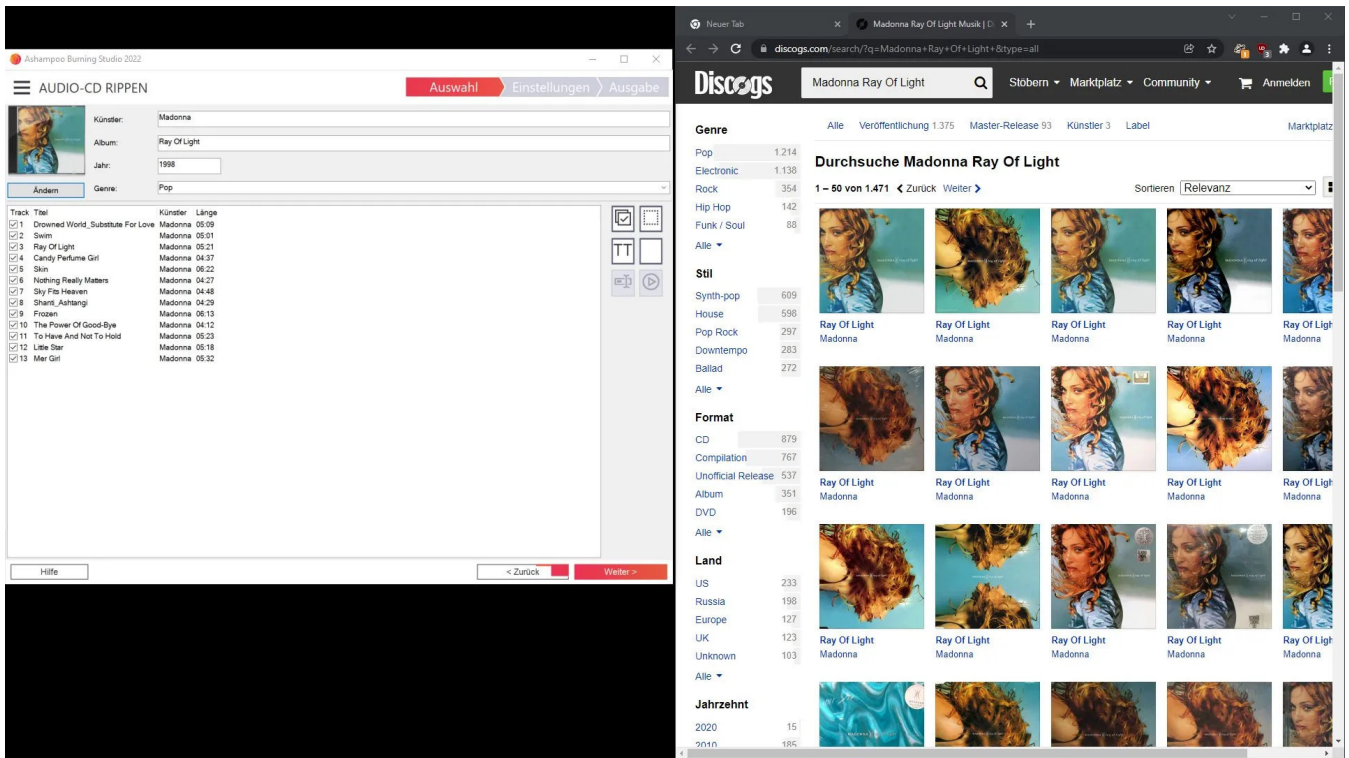 Ashampoo Burning Studio 2022
AUDIO-CD RIPPEN
Auswahl
Einstellungen
Ausgabe
Künstler:
Madonna
Album:
Ray Of Light
Jahr:
1998
Ändern
Genre:
Pop
Track Titel Künstler Länge
1 Drowned World_Substitute For Love Madonna 05:09
2 Swim Madonna 05:01
3 Ray Of Light Madonna 05:21
4 Candy Perfume Girl Madonna 04:37
5 Skin Madonna 06:22
6 Nothing Really Matters Madonna 04:27
7 Sky Fits Heaven Madonna 04:48
8 Shanti_Ashtangi Madonna 04:29
9 Frozen Madonna 06:13
10 The Power Of Good-Bye Madonna 04:12
11 To Have And Not To Hold Madonna 05:23
12 Little Star Madonna 05:18
13 Mer Girl Madonna 05:32
TT
Hilfe
< Zurück
Weiter >
Neuer Tab
Madonna Ray Of Light Musik | D
discogs.com/search/?q=Madonna+Ray+Of+Light+&type=all
Discogs
Madonna Ray Of Light
Stöbern
Marktplatz
Community
Anmelden
Alle Veröffentlichung 1.375 Master-Release 93 Künstler 3 Label
Marktplatz
Durchsuche Madonna Ray Of Light
1 – 50 von 1.471 Zurück Weiter
Sortieren Relevanz
Genre
Pop 1.214
Electronic 1.138
Rock 354
Hip Hop 142
Funk / Soul 88
Alle
Stil
Synth-pop 609
House 598
Pop Rock 297
Downtempo 283
Ballad 272
Alle
Format
CD 879
Compilation 767
Unofficial Release 537
Album 351
DVD 196
Alle
Land
US 233
Russia 198
Europe 127
UK 123
Unknown 103
Alle
Jahrzehnt
2020 15
2010 185
Ray Of Light Ray Of Light Ray Of Light Ray Of Light Ray Of Ligh
Madonna Madonna Madonna Madonna Madonna
Ray Of Light Ray Of Light Ray Of Light Ray Of Light Ray Of Ligh
Madonna Madonna Madonna Madonna Madonna
Ray Of Light Ray Of Light Ray Of Light Ray Of Light Ray Of Ligh
Madonna Madonna Madonna Madonna Madonna